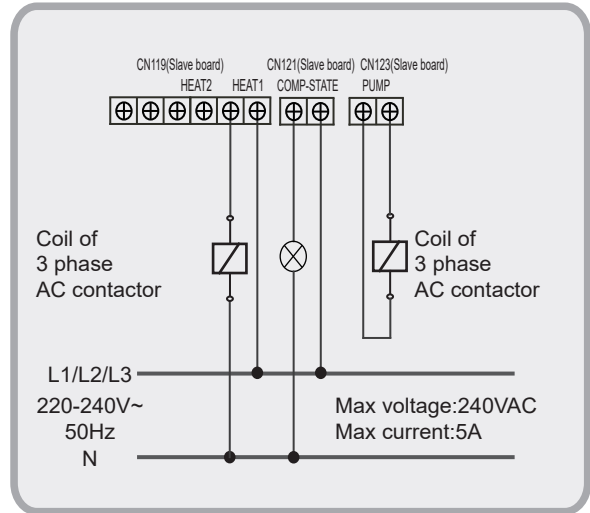 CN119(Slave board) CN121(Slave board) CN123(Slave board)
HEAT2 HEAT1 COMP-STATE PUMP
Coil of
3 phase
AC contactor
Coil of
3 phase
AC contactor
L1/L2/L3
220-240V~
50Hz
N
Max voltage:240VAC
Max current:5A